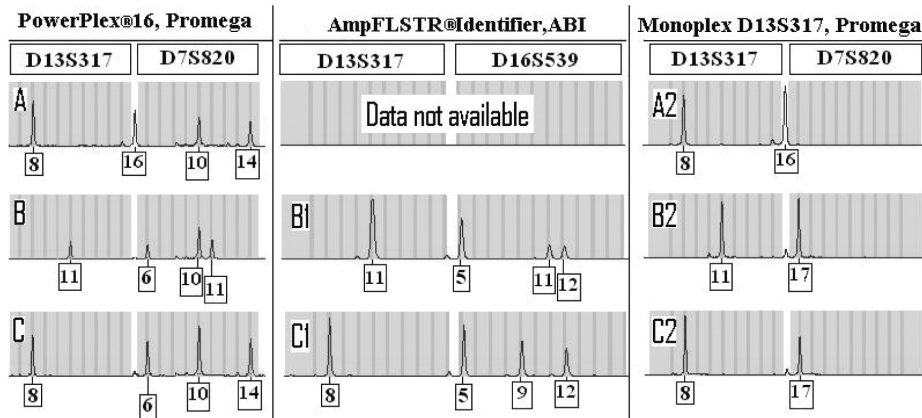 PowerPlex®16, Promega
AmpFLSTR®Identifier,ABI
Monoplex D13S317, Promega
D13S317 D7S820
D13S317 D16S539
D13S317 D7S820
A
8 16 10 14
Data not available
A2
8 16
B
11 6 10 11
B1
11 5 11 12
B2
11 17
C
8 6 10 14
C1
8 5 9 12
C2
8 17